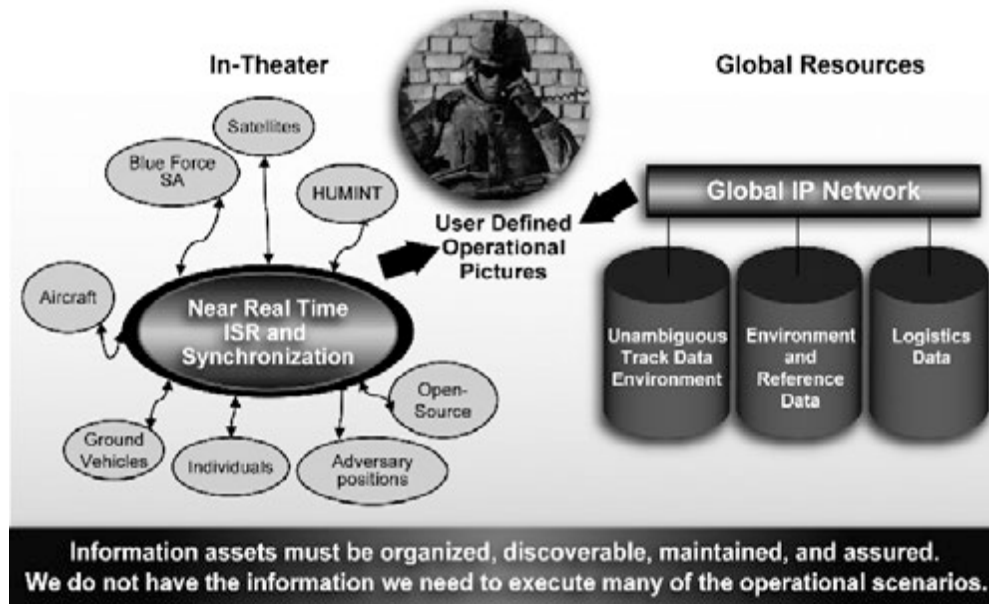 In-Theater
Global Resources
Satellites
Blue Force
SA
HUMINT
Aircraft
Near Real Time
ISR and
Synchronization
Open-
Source
Ground
Vehicles
Individuals
Adversary
positions
User Defined
Operational
Pictures
Global IP Network
Unambiguous
Track Data
Environment
Environment
and
Reference
Data
Logistics
Data
Information assets must be organized, discoverable, maintained, and assured.
We do not have the information we need to execute many of the operational scenarios.